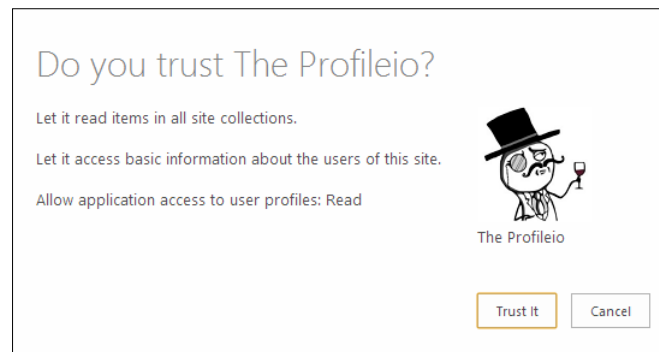 Do you trust The Profileio?
Let it read items in all site collections.
Let it access basic information about the users of this site.
Allow application access to user profiles: Read
The Profileio
Trust It
Cancel